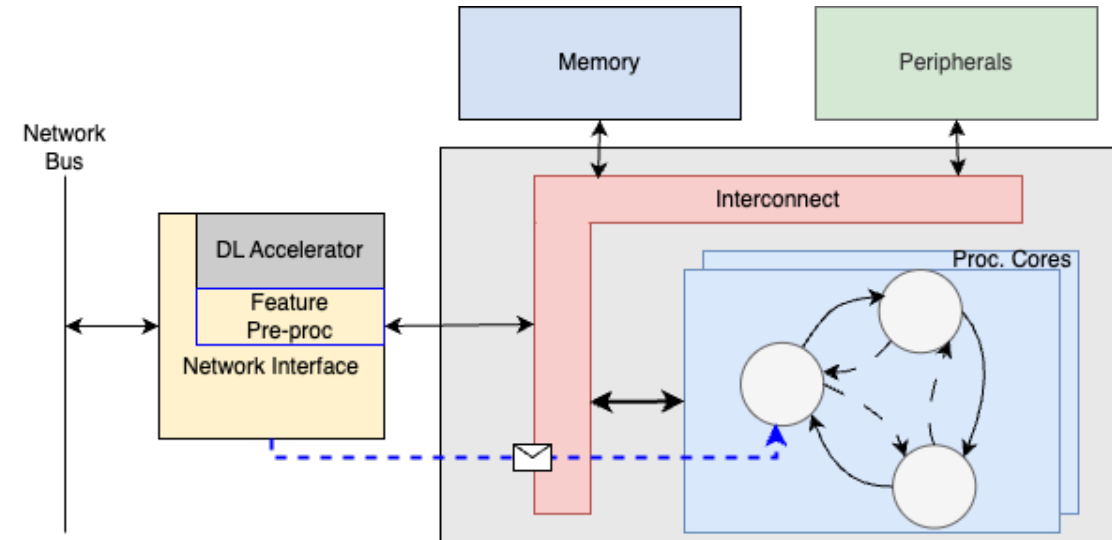 Memory
Peripherals
Network
Bus
Interconnect
DL Accelerator
Feature
Pre-proc
Network Interface
Proc. Cores